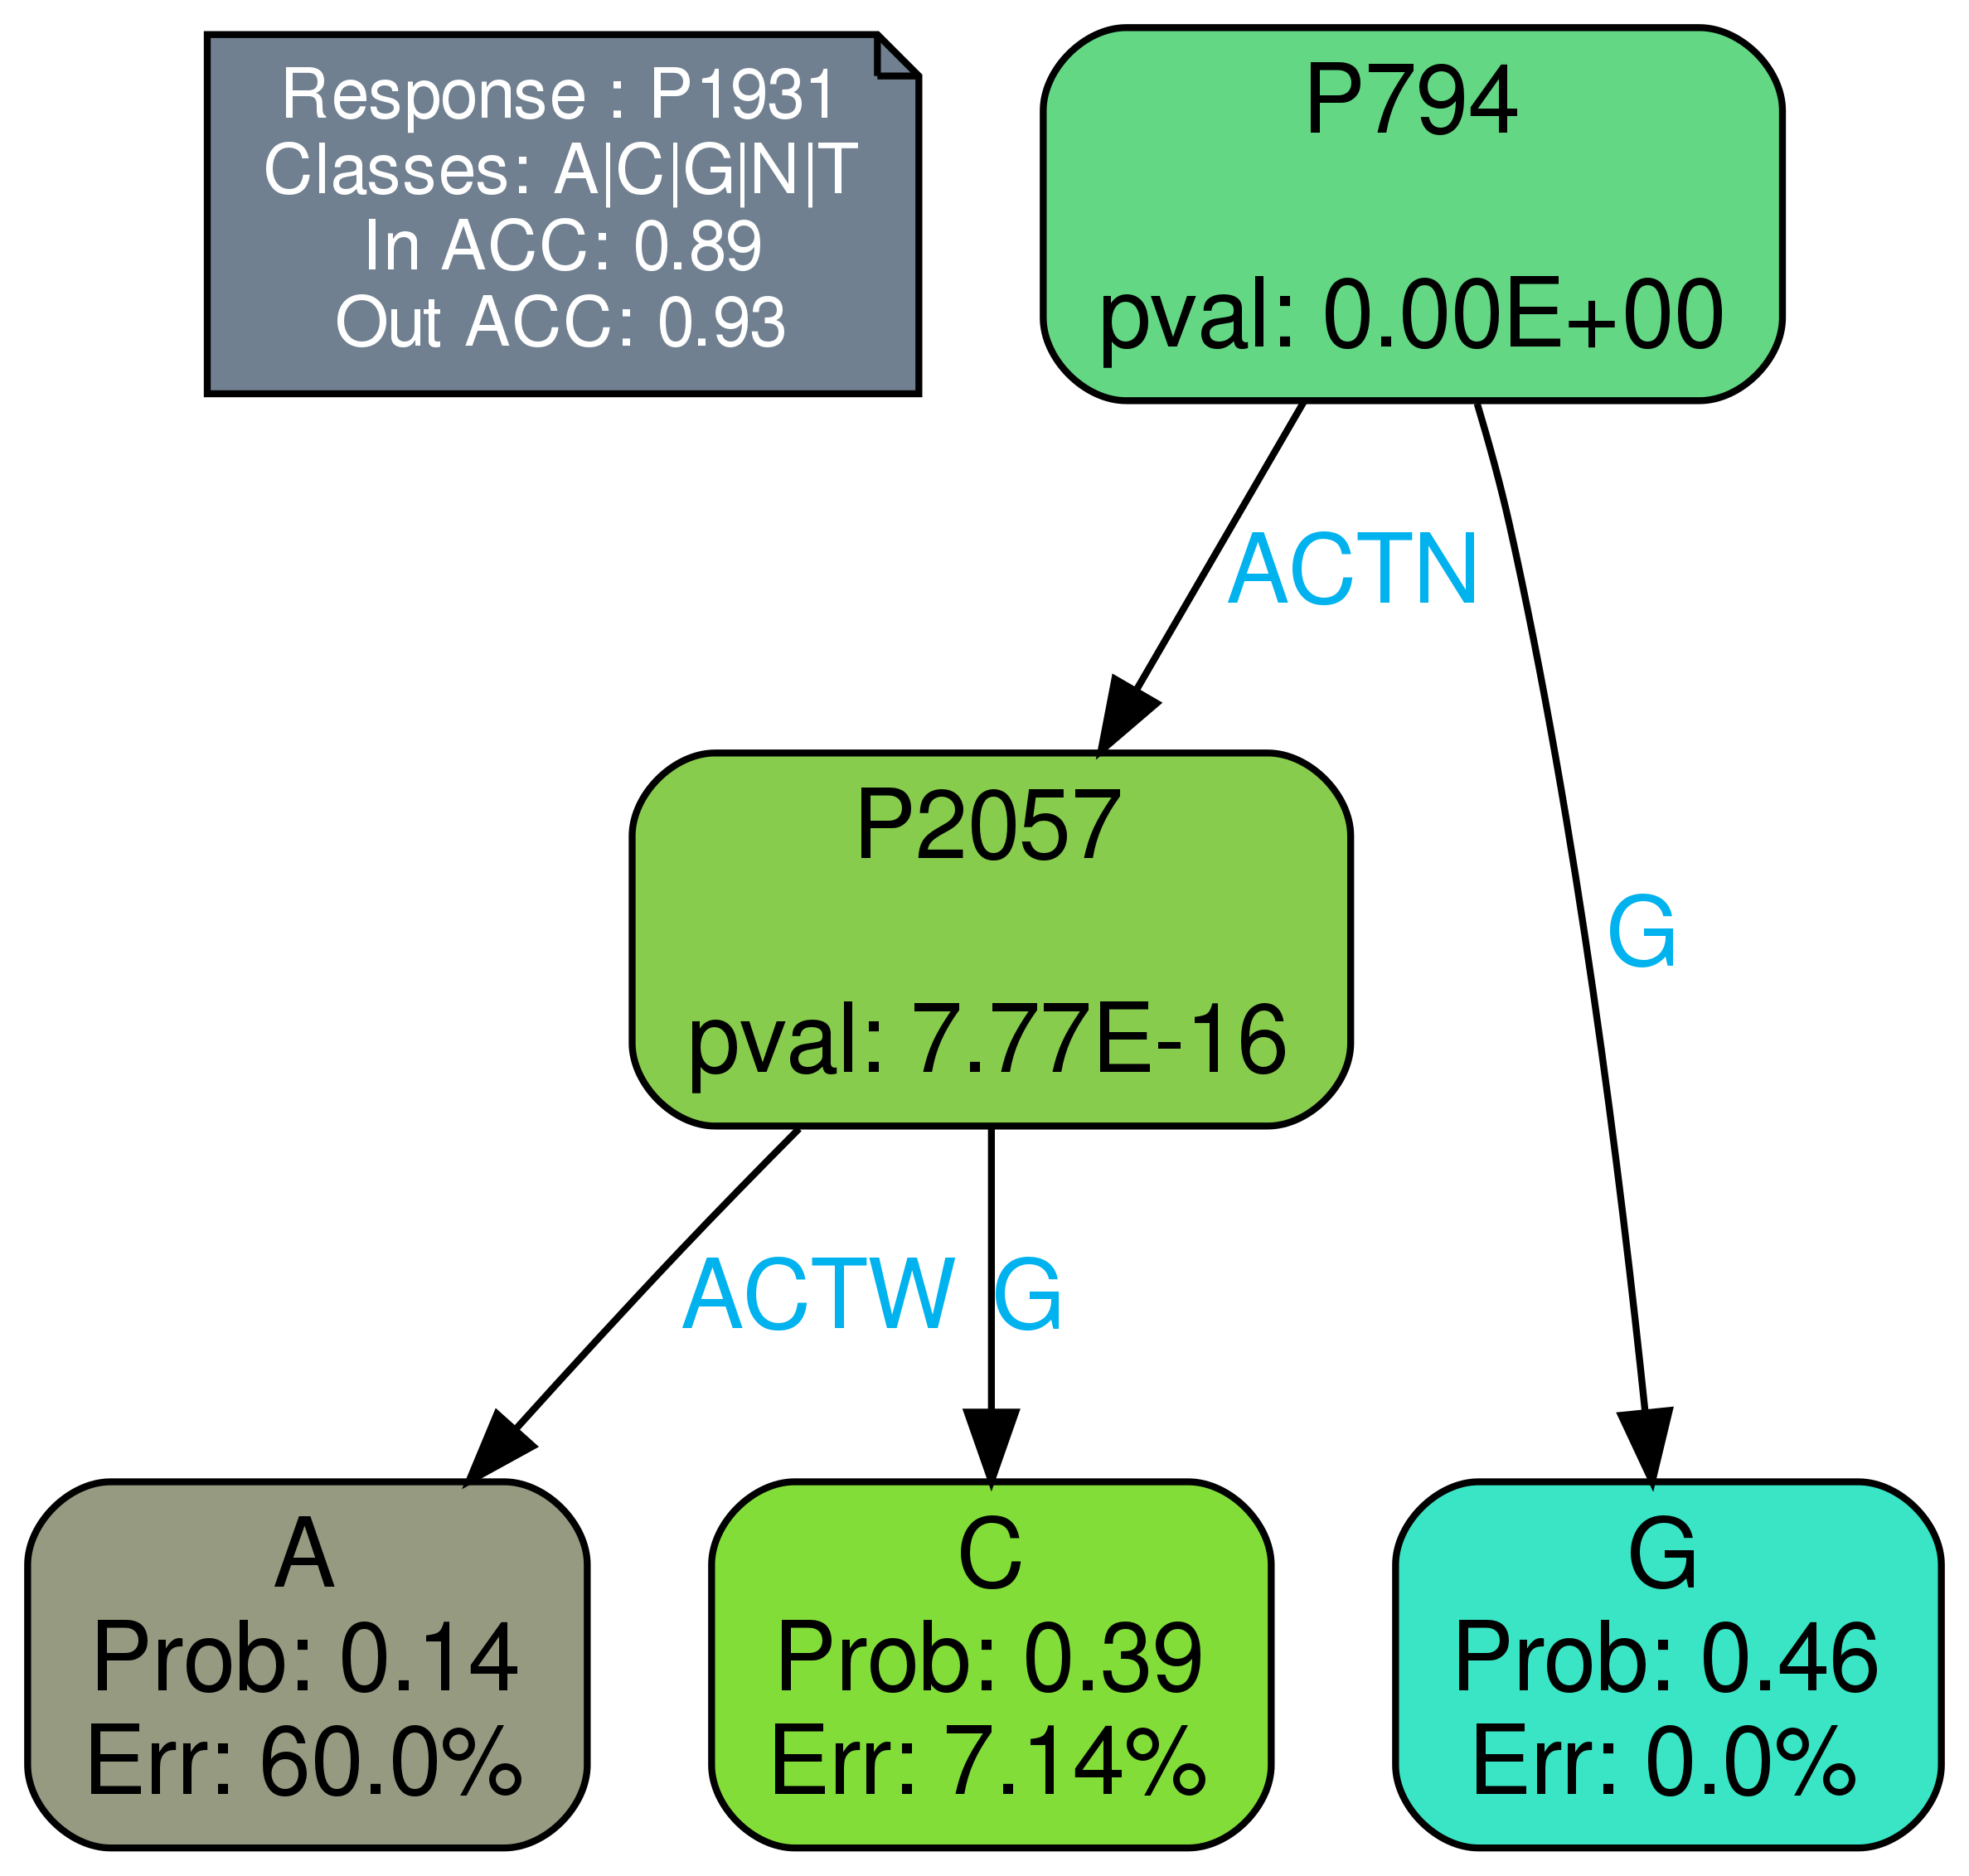 Response : P1931
Classes: A|C|G|N|T
In ACC: 0.89
Out ACC: 0.93
P794
pval: 0.00E+00
ACTN
G
P2057
pval: 7.77E-16
ACTW
G
A
Prob: 0.14
Err: 60.0%
C
Prob: 0.39
Err: 7.14%
G
Prob: 0.46
Err: 0.0%